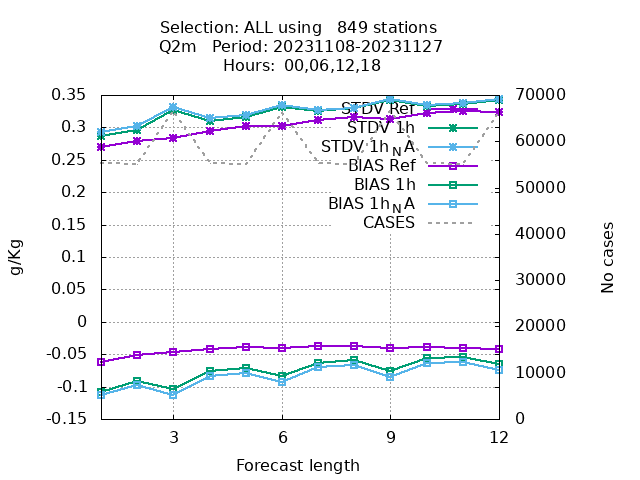 Selection: ALL using   849 stations
Q2m   Period: 20231108-20231127
Hours:  00,06,12,18
0.35
0.3
0.25
0.2
0.15
0.1
0.05
0
-0.05
-0.1
-0.15
g/Kg
STDV Ref
STDV 1h
STDV 1h_NA
BIAS Ref
BIAS 1h
BIAS 1h_NA
CASES
70000
60000
50000
40000
30000
20000
10000
0
No cases
3 6 9 12
Forecast length